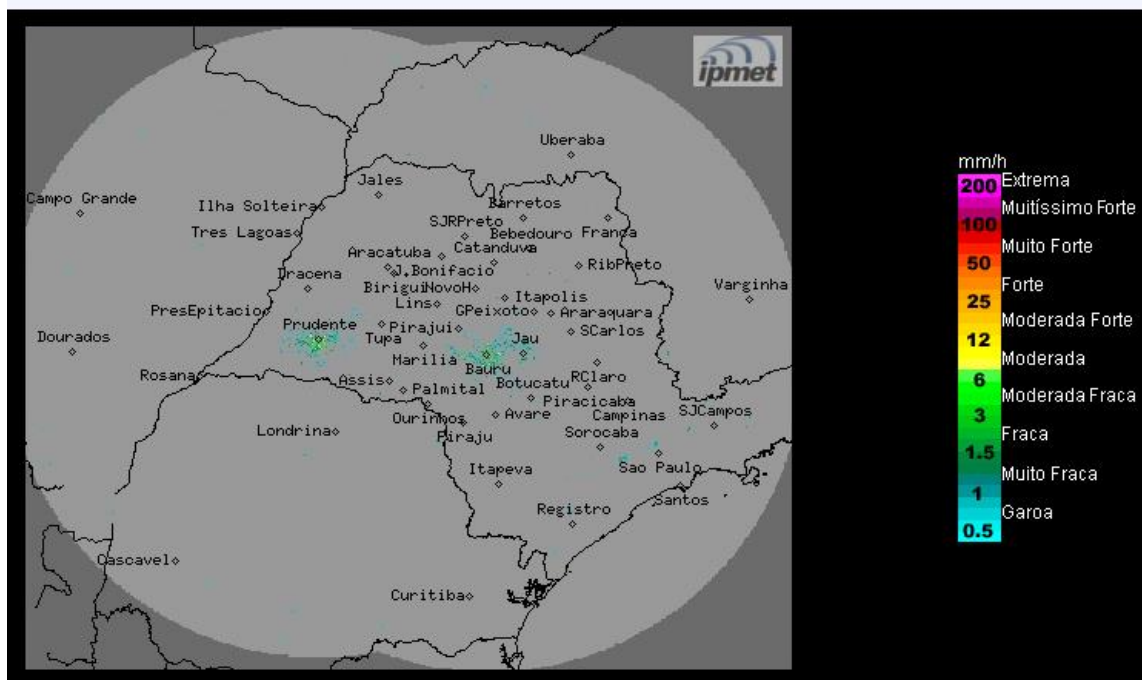 ipmet
Uberaba
Jales
Campo Grande
Ilha Solteira
Barretos
SJRPreto
Tres Lagoas
Bebedouro Franca
Aracatuba
Catanduva
Dracena
J.Bonifacio
RibPreto
BiriguiNovoH
Varginha
Lins
Itapolis
PresEpitacio
GPeixoto
Araraquara
Prudente
Pirajui
SCarlos
Dourados
Tupa
Jau
Marilia
Bauru
Rosana
Assis
Botucatu
RClaro
Palmital
Piracicaba
Ourinhos
Avare
Campinas
SJCampos
Londrina
Piraju
Sorocaba
Itapeva
Sao Paulo
Santos
Registro
Cascavel
Curitiba
mm/h
200 Extrema
Muitíssimo Forte
100
Muito Forte
50
Forte
25
Moderada Forte
12
Moderada
6
Moderada Fraca
3
Fraca
1.5
Muito Fraca
1
Garoa
0.5